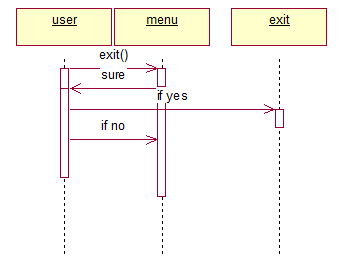 user
menu
exit
exit()
sure
if yes
if no